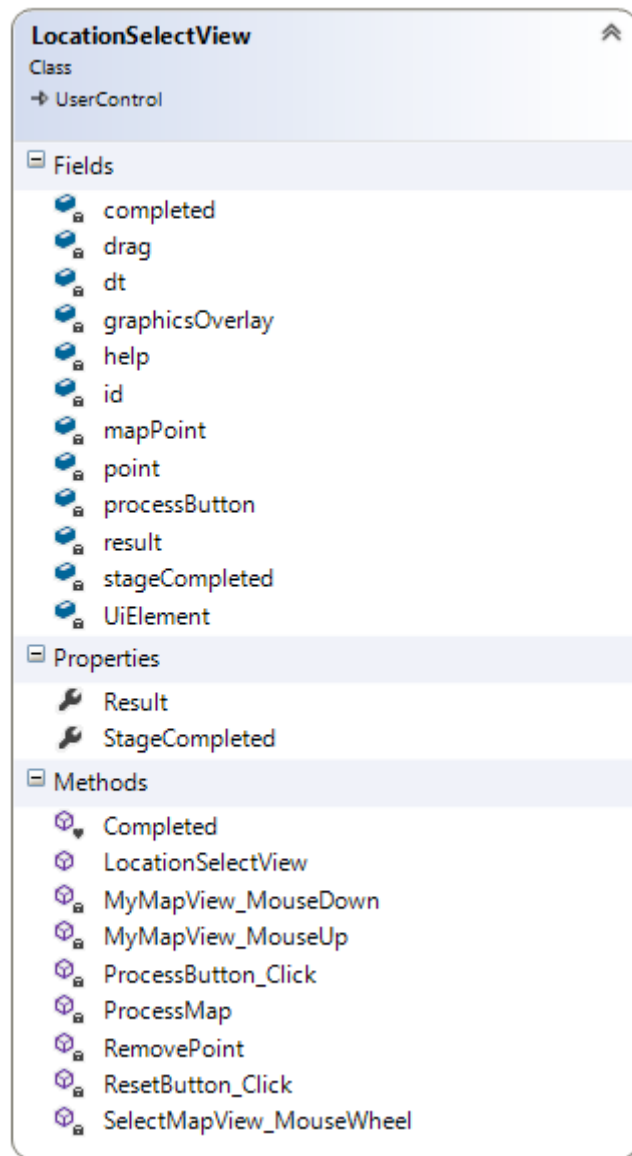 LocationSelectView
Class
UserControl
Fields
completed
drag
dt
graphicsOverlay
help
id
mapPoint
point
processButton
result
stageCompleted
UiElement
Properties
Result
StageCompleted
Methods
Completed
LocationSelectView
MyMapView_MouseDown
MyMapView_MouseUp
ProcessButton_Click
ProcessMap
RemovePoint
ResetButton_Click
SelectMapView_MouseWheel